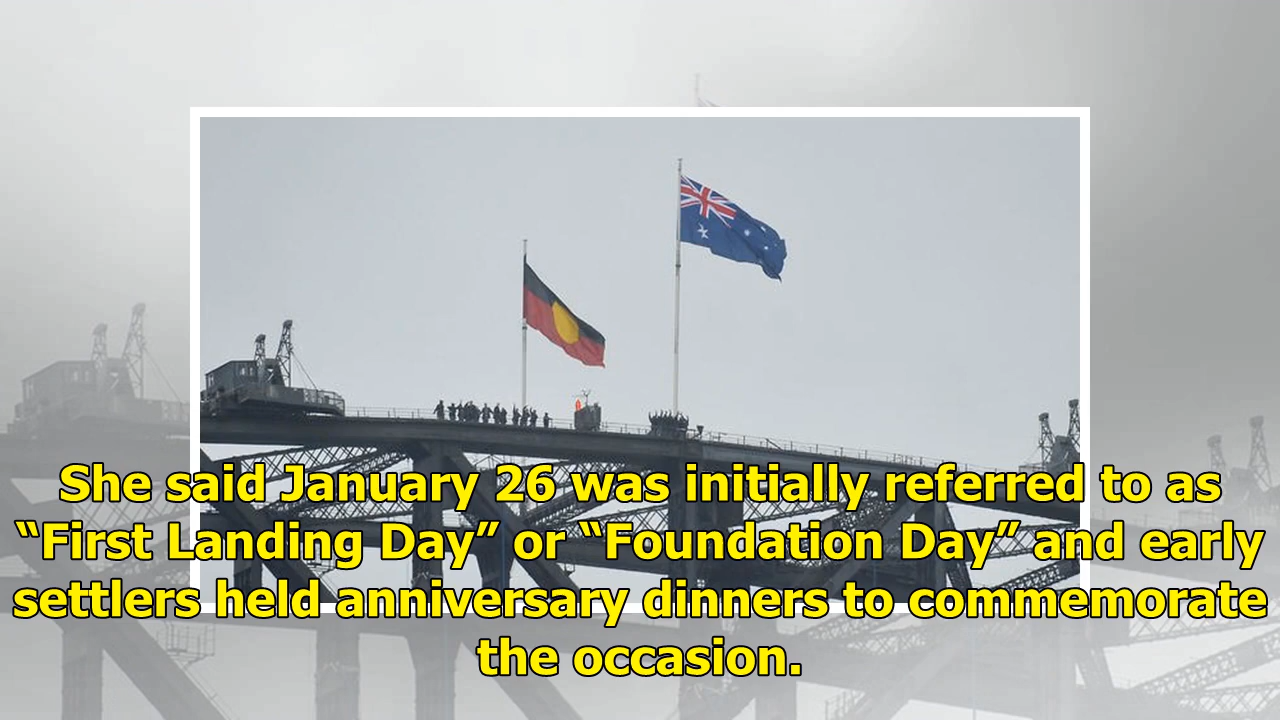 She said January 26 was initially referred to as
“First Landing Day” or “Foundation Day” and early
settlers held anniversary dinners to commemorate
the occasion.